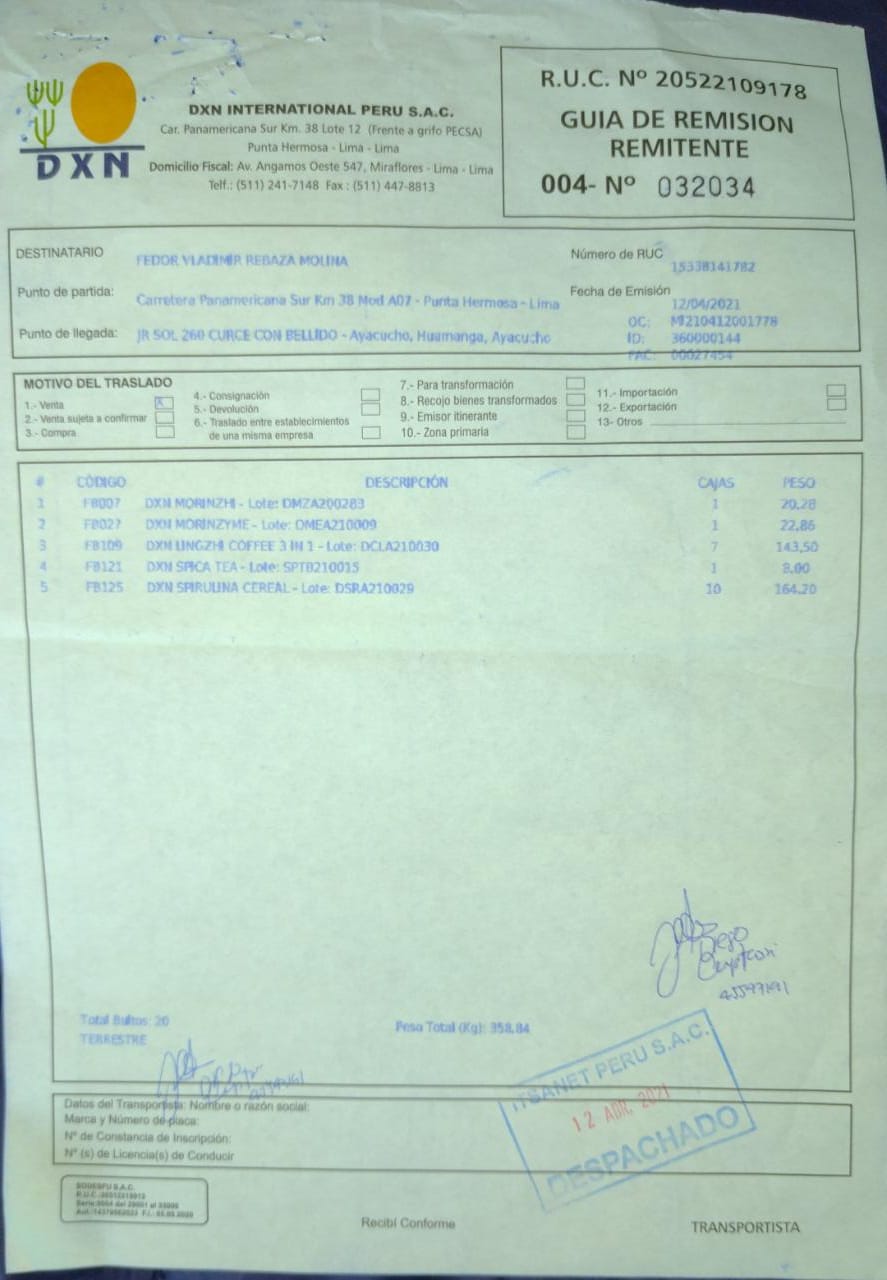 DXN
DXN INTERNATIONAL PERU S.A.C.
Car. Panamericana Sur Km. 38 Lote 12 (Frente a grifo PECSA)
Punta Hermosa - Lima - Lima
Domicilio Fiscal: Av. Angamos Oeste 547, Miraflores - Lima - Lima
Telf.: (511) 241-7148 Fax : (511) 447-8813
R.U.C. Nº 20522109178
GUIA DE REMISION
REMITENTE
004- Nº 032034
DESTINATARIO FEDOR VLADIMIR REBAZA MOLINA
Número de RUC 15338141782
Punto de partida: Carretera Panamericana Sur Km 38 Mod A07 - Punta Hermosa - Lima
Fecha de Emisión 12/04/2021
Punto de llegada: JR SOL 260 CURCE CON BELLIDO - Ayacucho, Huamanga, Ayacucho
OC: MI210412001778
ID: 360000144
FAC: 00027454
MOTIVO DEL TRASLADO
1.- Venta X
2.- Venta sujeta a confirmar
3.- Compra
4.- Consignación
5.- Devolución
6.- Traslado entre establecimientos
de una misma empresa
7.- Para transformación
8.- Recojo bienes transformados
9.- Emisor itinerante
10.- Zona primaria
11.- Importación
12.- Exportación
13- Otros
# CÓDIGO DESCRIPCIÓN CAJAS PESO
1 FB007 DXN MORINZHI - Lote: DMZA200283 1 20,28
2 FB027 DXN MORINZYME - Lote: DMEA210009 1 22,86
3 FB109 DXN LINGZHI COFFEE 3 IN 1 - Lote: DCLA210030 7 143,50
4 FB121 DXN SPICA TEA - Lote: SPTB210015 1 8,00
5 FB125 DXN SPIRULINA CEREAL - Lote: DSRA210029 10 164,20
Total Bultos: 20
Peso Total (Kg): 358,84
TERRESTRE
ITSANET PERU S.A.C.
12 ABR. 2021
DESPACHADO
Datos del Transportista: Nombre o razón social:
Marca y Número de placa:
Nº de Constancia de Inscripción:
Nº (s) de Licencia(s) de Conducir
Recibí Conforme
TRANSPORTISTA